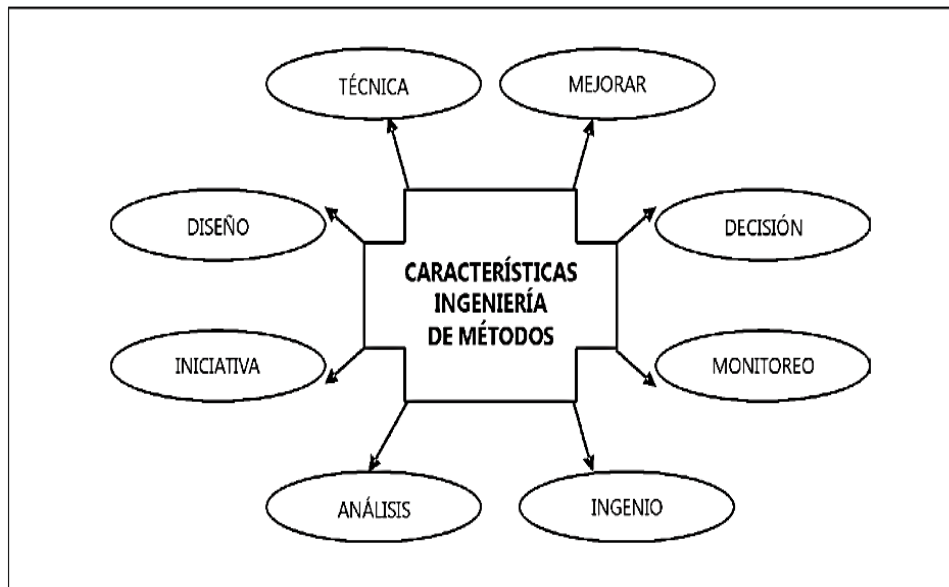 TÉCNICA
MEJORAR
DISEÑO
DECISIÓN
CARACTERÍSTICAS
INGENIERÍA
DE MÉTODOS
INICIATIVA
MONITOREO
ANÁLISIS
INGENIO